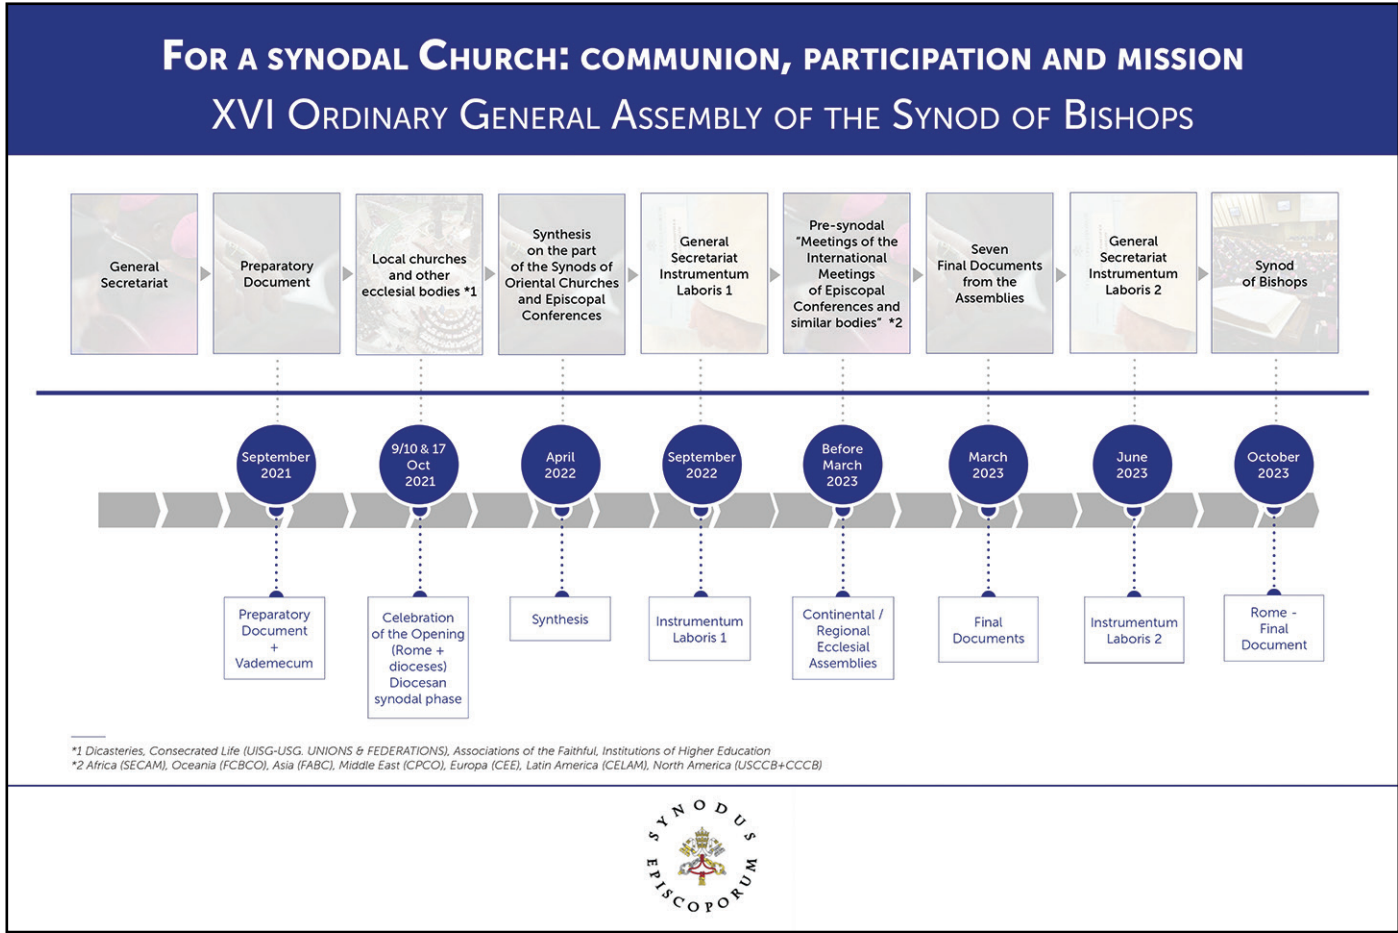 FOR A SYNODAL CHURCH: COMMUNION, PARTICIPATION AND MISSION
XVI ORDINARY GENERAL ASSEMBLY OF THE SYNOD OF BISHOPS
General
Secretariat
Preparatory
Document
Local churches
and other
ecclesial bodies *1
Synthesis
on the part
of the Synods of
Oriental Churches
and Episcopal
Conferences
General
Secretariat
Instrumentum
Laboris 1
Pre-synodal
"Meetings of the
International
Meetings
of Episcopal
Conferences and
similar bodies" *2
Seven
Final Documents
from the
Assemblies
General
Secretariat
Instrumentum
Laboris 2
Synod
of Bishops
September
2021
9/10 & 17
Oct
2021
April
2022
September
2022
Before
March
2023
March
2023
June
2023
October
2023
Preparatory
Document
+
Vademecum
Celebration
of the Opening
(Rome +
dioceses)
Diocesan
synodal phase
Synthesis
Instrumentum
Laboris 1
Continental /
Regional
Ecclesial
Assemblies
Final
Documents
Instrumentum
Laboris 2
Rome -
Final
Document
*1 Dicasteries, Consecrated Life (UISG-USG. UNIONS & FEDERATIONS), Associations of the Faithful, Institutions of Higher Education
*2 Africa (SECAM), Oceania (FCBCO), Asia (FABC), Middle East (CPCO), Europa (CEE), Latin America (CELAM), North America (USCCB+CCCB)
SYNODUS
EPISCOPORUM